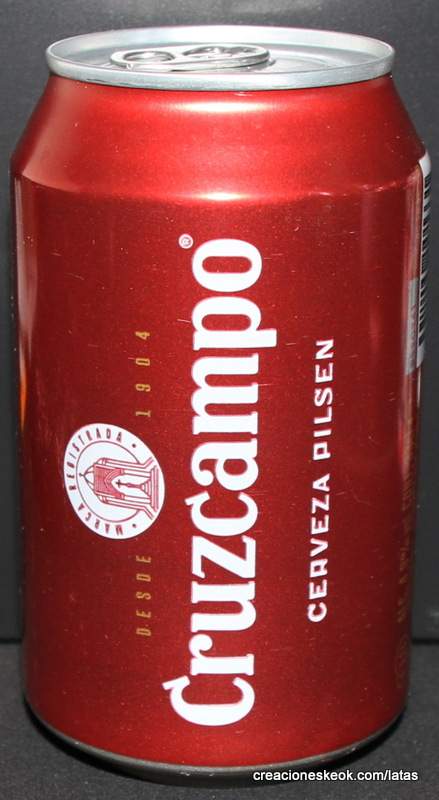 MARCA REGISTRADA
DESDE 1904
Cruzcampo®
CERVEZA PILSEN
creacioneskeok.com/latas